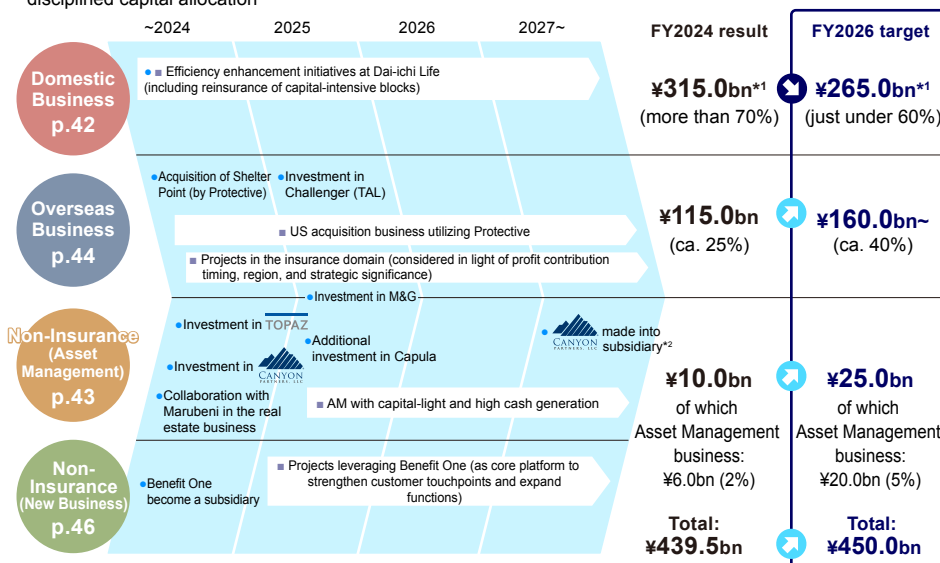 disciplined capital allocation
~2024
2025
2026
2027~
FY2024 result
FY2026 target
Domestic
Business
p.42
● ■ Efficiency enhancement initiatives at Dai-ichi Life
(including reinsurance of capital-intensive blocks)
¥315.0bn*1
(more than 70%)
¥265.0bn*1
(just under 60%)
Overseas
Business
p.44
●Acquisition of Shelter
Point (by Protective)
●Investment in
Challenger (TAL)
■ US acquisition business utilizing Protective
■ Projects in the insurance domain (considered in light of profit contribution
timing, region, and strategic significance)
¥115.0bn
(ca. 25%)
¥160.0bn~
(ca. 40%)
Non-Insurance
(Asset
Management)
p.43
●Investment in M&G
●Investment in TOPAZ
●Additional
investment in Capula
●Investment in CANYON
PARTNERS, LLC
●CANYON
PARTNERS, LLC
made into
subsidiary*2
●Collaboration with
Marubeni in the real
estate business
■ AM with capital-light and high cash generation
¥10.0bn
of which
Asset Management
business:
¥6.0bn (2%)
¥25.0bn
of which
Asset Management
business:
¥20.0bn (5%)
Non-
Insurance
(New Business)
p.46
●Benefit One
become a subsidiary
■ Projects leveraging Benefit One (as core platform to
strengthen customer touchpoints and expand
functions)
Total:
¥439.5bn
Total:
¥450.0bn